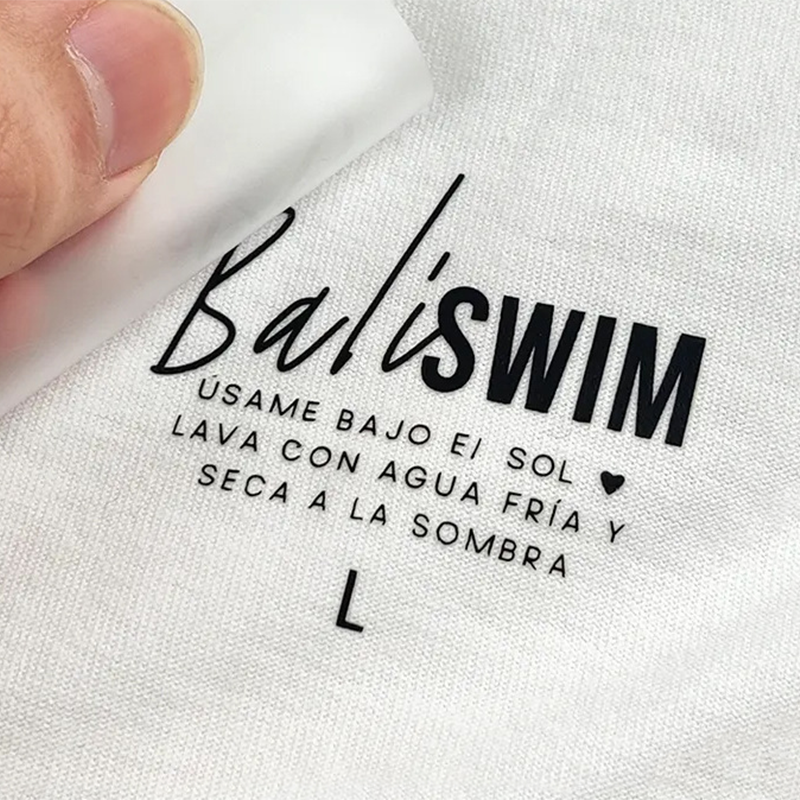 BaliSWIM
ÚSAME BAJO El SOL ♥
LAVA CON AGUA FRÍA Y
SECA A LA SOMBRA
L